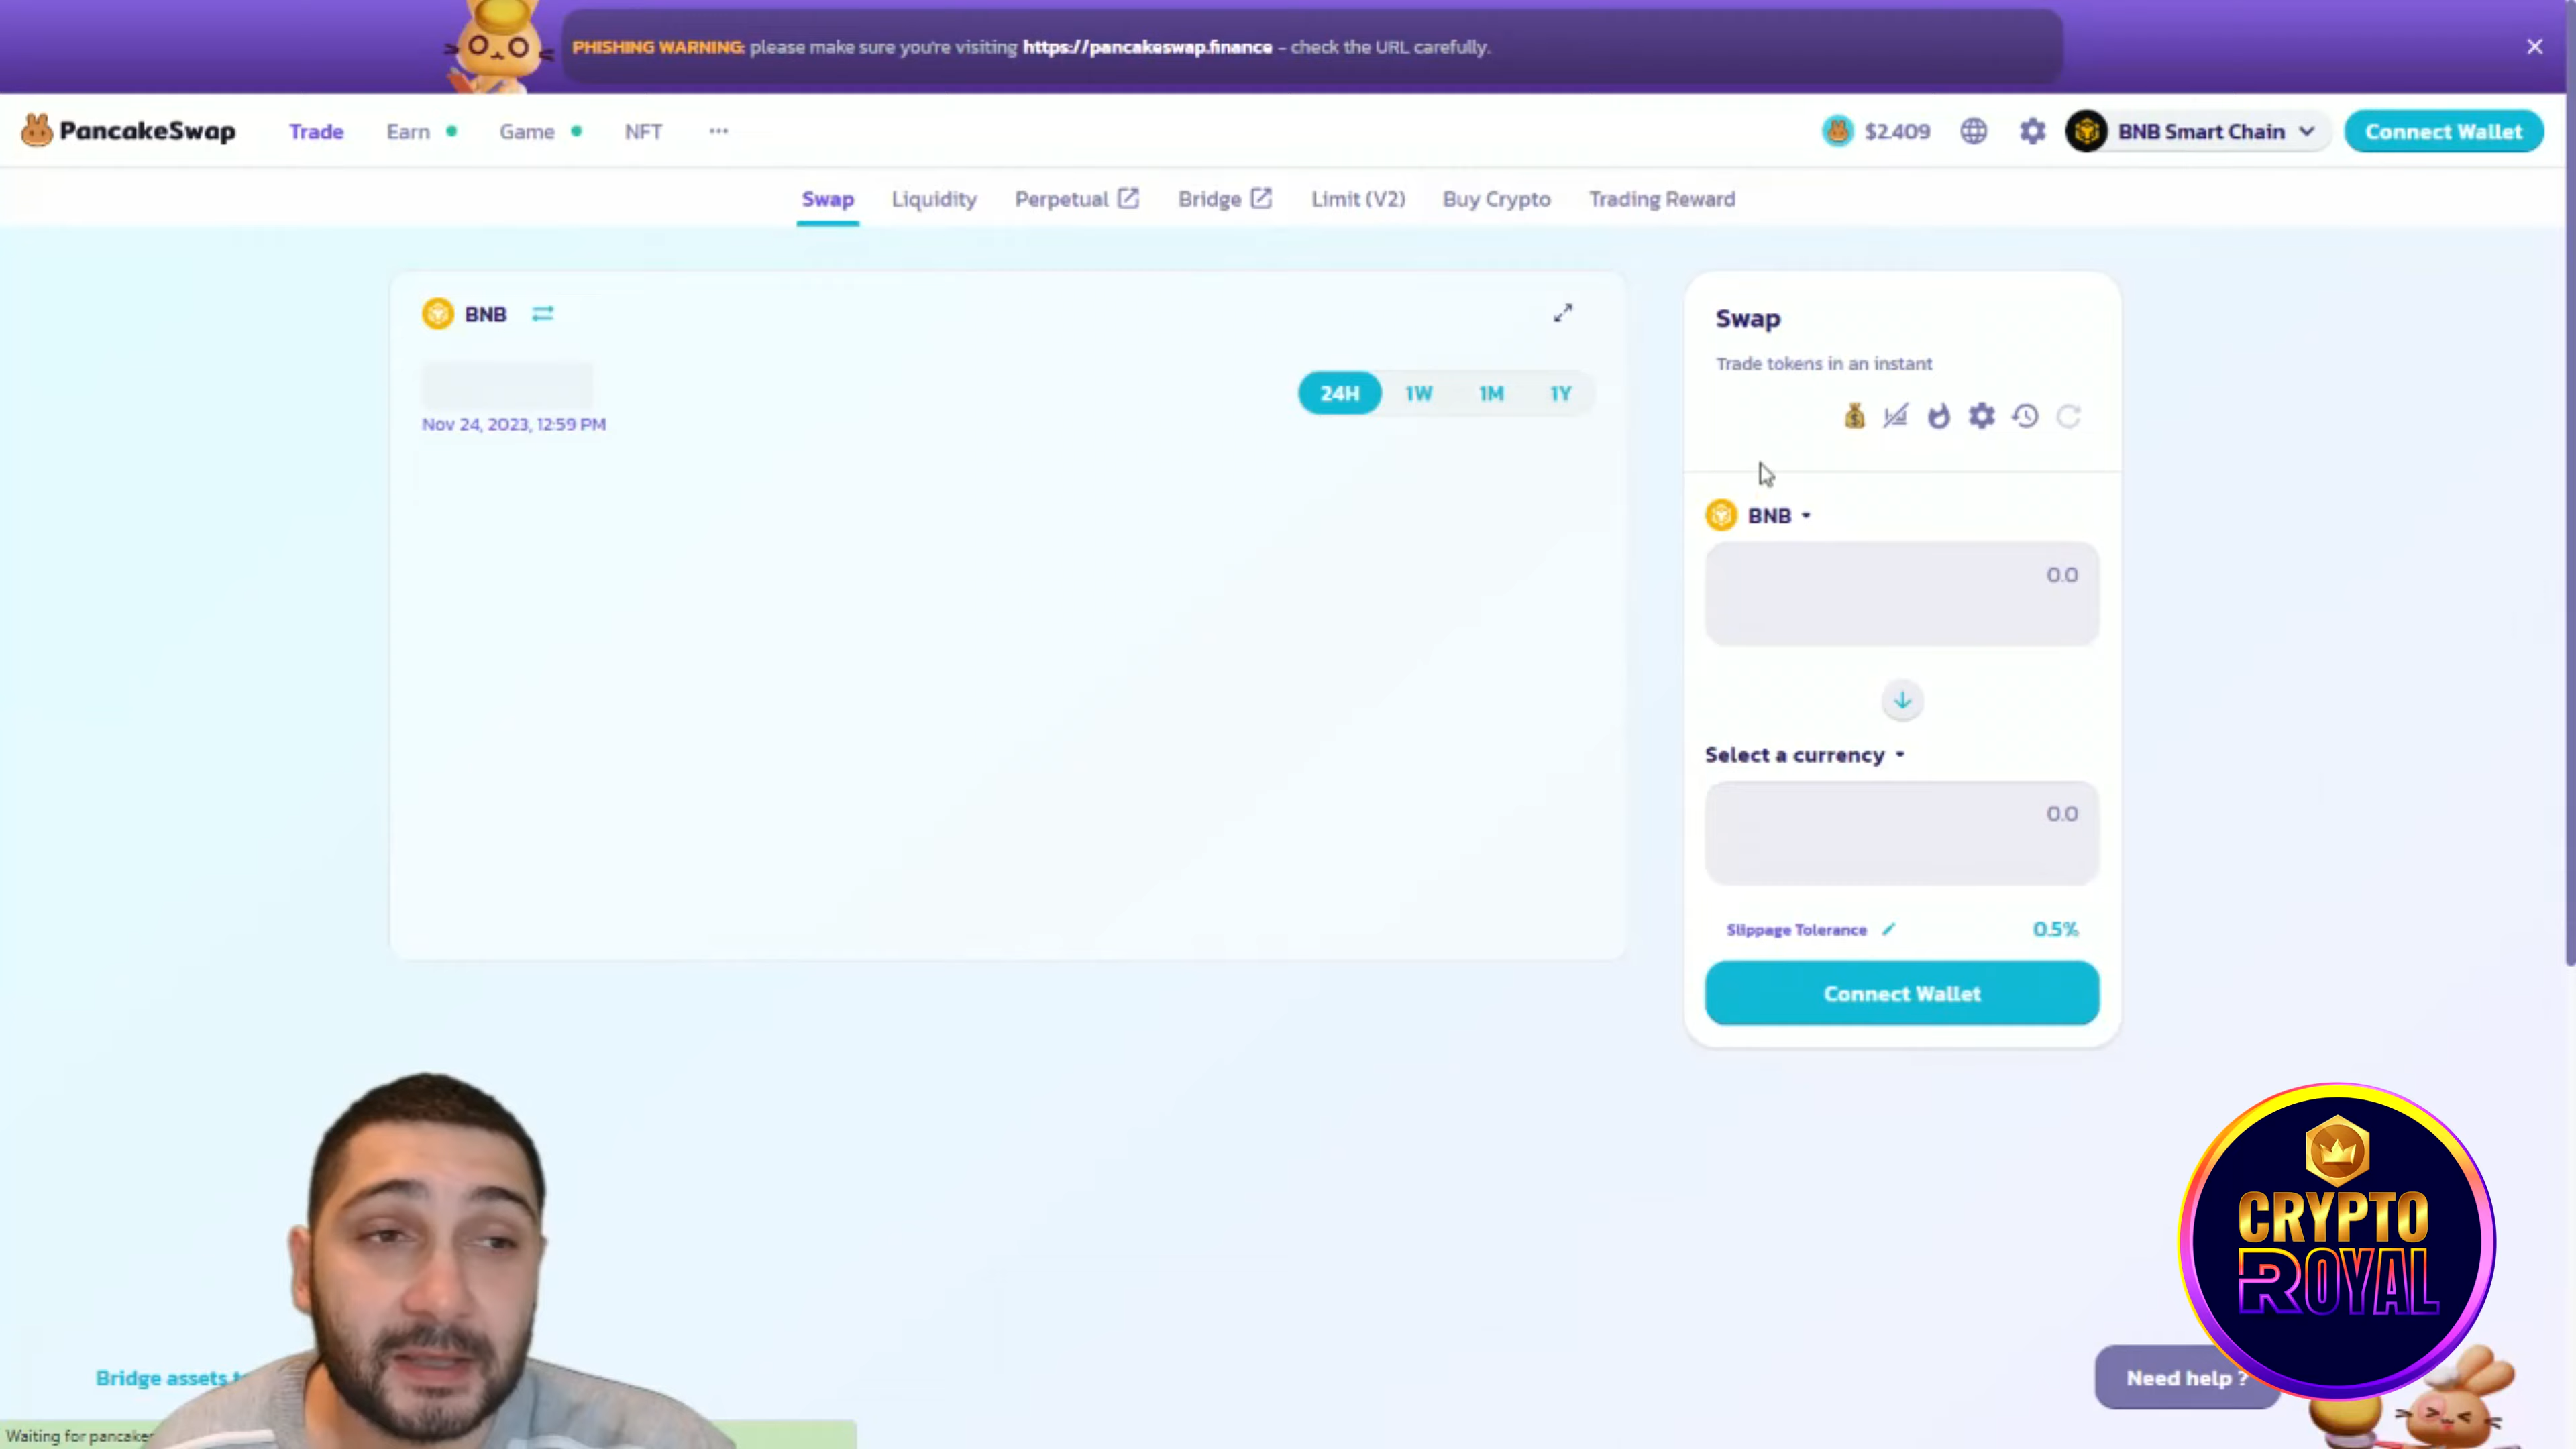 PHISHING WARNING: please make sure you're visiting https://pancakeswap.finance - check the URL carefully.
PancakeSwap Trade Earn Game NFT $2.409 BNB Smart Chain Connect Wallet
Swap Liquidity Perpetual Bridge Limit (V2) Buy Crypto Trading Reward
BNB
Nov 24, 2023, 12:59 PM
24H 1W 1M 1Y
Swap
Trade tokens in an instant
BNB
0.0
Select a currency
0.0
Slippage Tolerance 0.5%
Connect Wallet
CRYPTO
ROYAL
Bridge assets
Need help ?
Waiting for